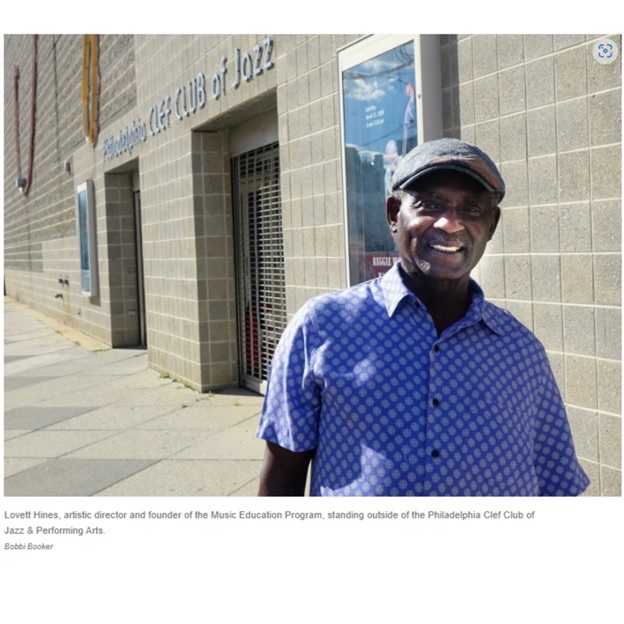 Philadelphia CLEF CLUB of Jazz
REGGIE
Lovett Hines, artistic director and founder of the Music Education Program, standing outside of the Philadelphia Clef Club of
Jazz & Performing Arts.
Bobbi Booker